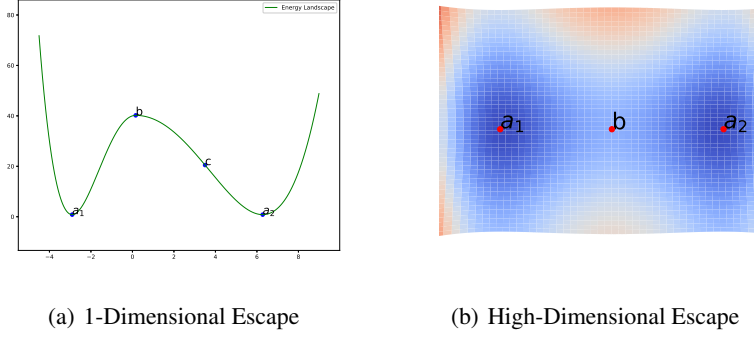 Energy Landscape
80
60
40
20
0
−4 −2 0 2 4 6 8
b
c
a₁
a₂
a₁ b a₂
(a) 1-Dimensional Escape
(b) High-Dimensional Escape